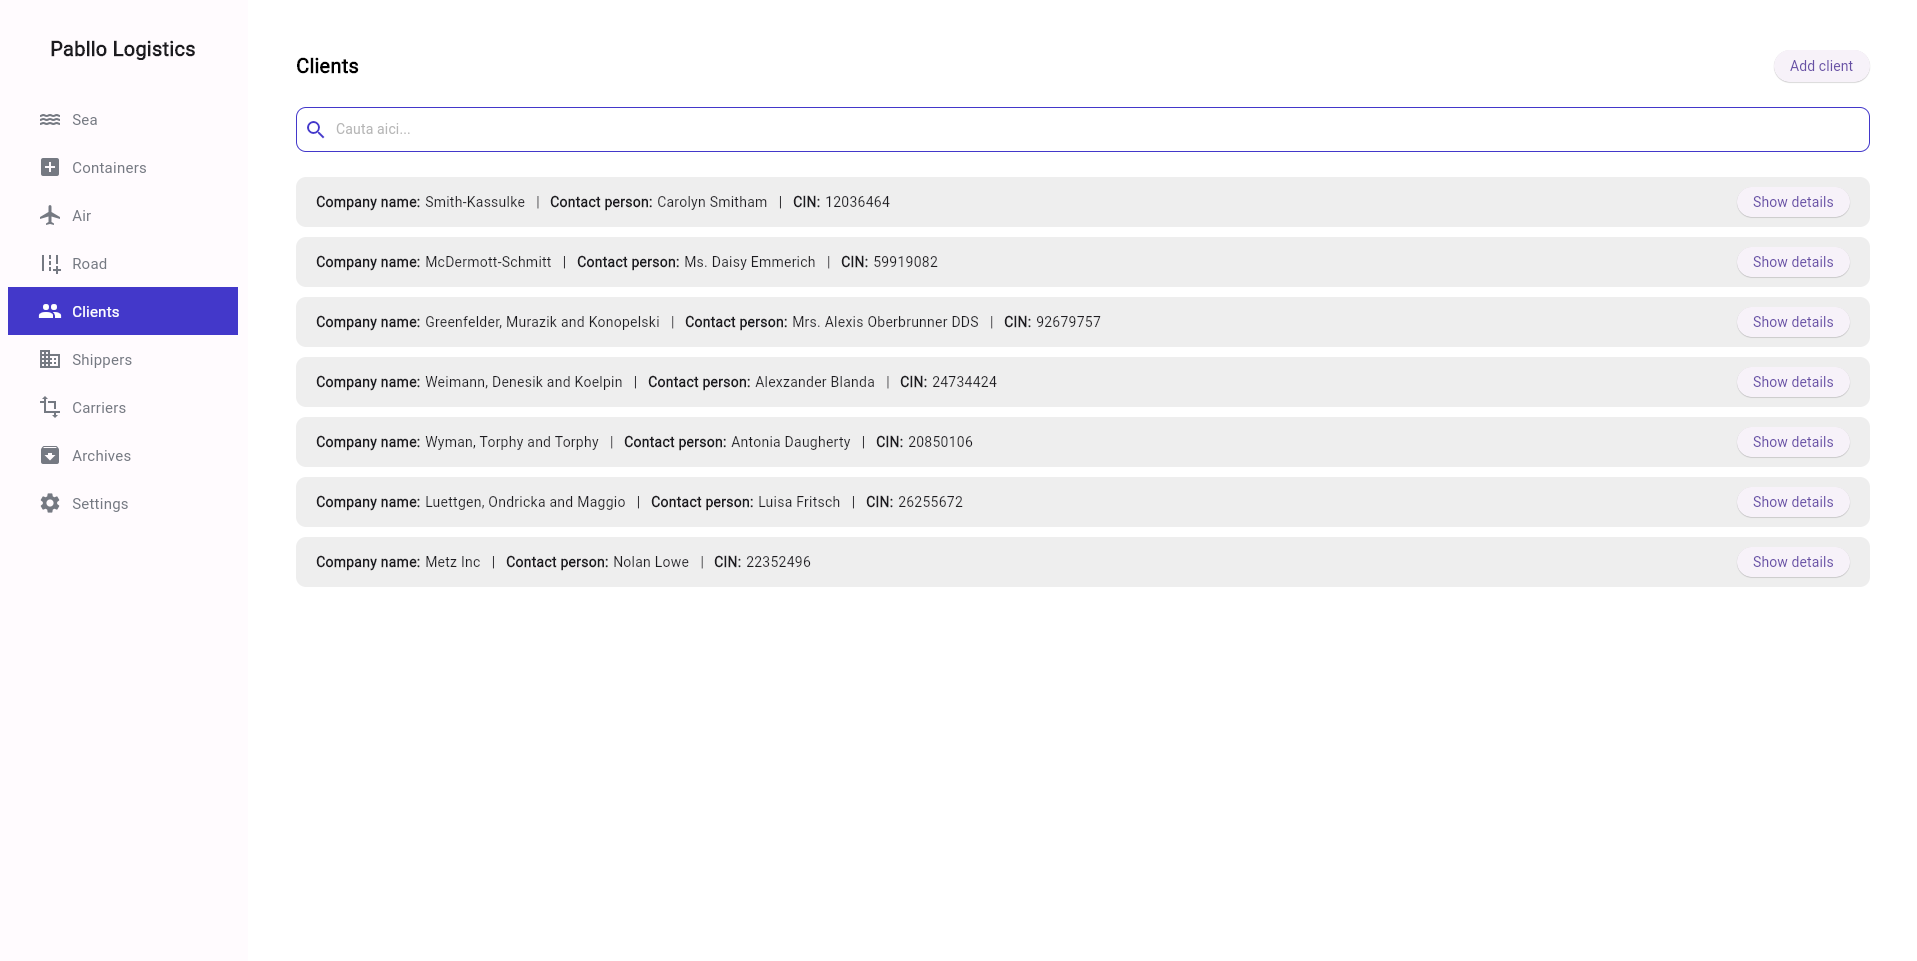 Pabllo Logistics
Sea
Containers
Air
Road
Clients
Shippers
Carriers
Archives
Settings
Clients
Add client
Cauta aici...
Company name: Smith-Kassulke | Contact person: Carolyn Smitham | CIN: 12036464 Show details
Company name: McDermott-Schmitt | Contact person: Ms. Daisy Emmerich | CIN: 59919082 Show details
Company name: Greenfelder, Murazik and Konopelski | Contact person: Mrs. Alexis Oberbrunner DDS | CIN: 92679757 Show details
Company name: Weimann, Denesik and Koelpin | Contact person: Alexzander Blanda | CIN: 24734424 Show details
Company name: Wyman, Torphy and Torphy | Contact person: Antonia Daugherty | CIN: 20850106 Show details
Company name: Luettgen, Ondricka and Maggio | Contact person: Luisa Fritsch | CIN: 26255672 Show details
Company name: Metz Inc | Contact person: Nolan Lowe | CIN: 22352496 Show details